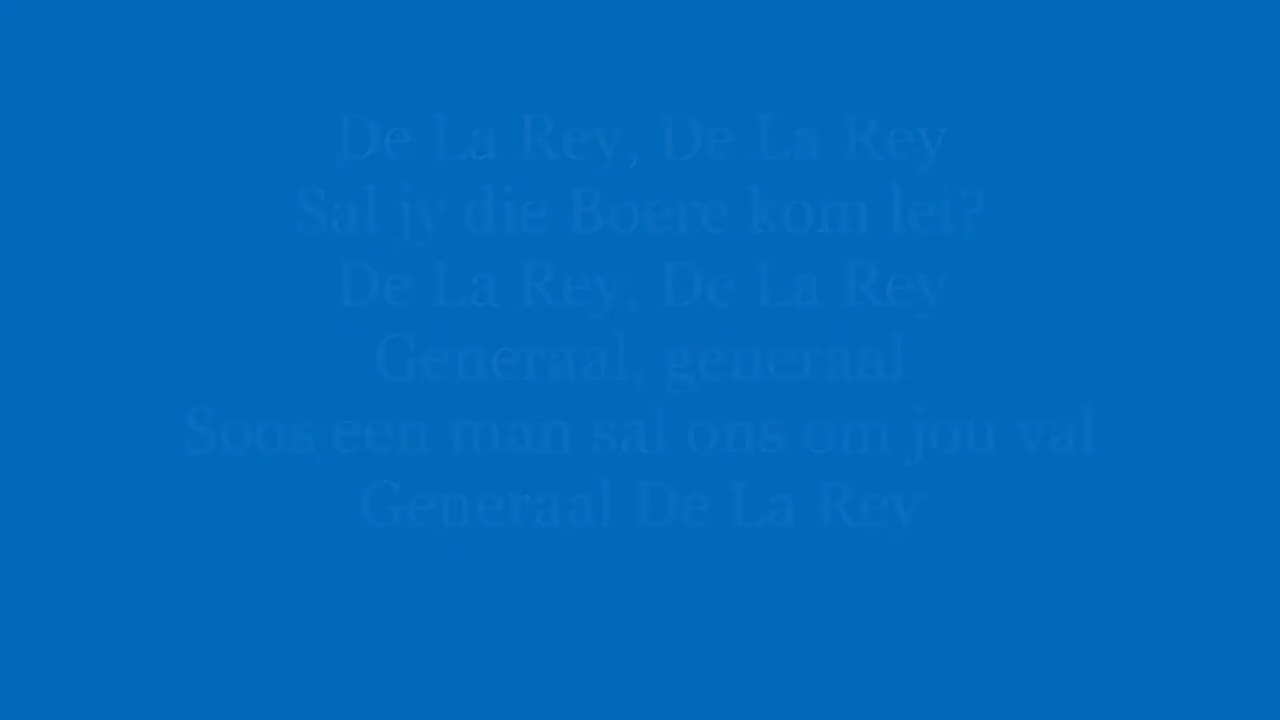 De La Rey, De La Rey
Sal jy die Boere kom lei?
De La Rey, De La Rey
Generaal, generaal
Soos een man sal ons om jou val
Generaal De La Rey